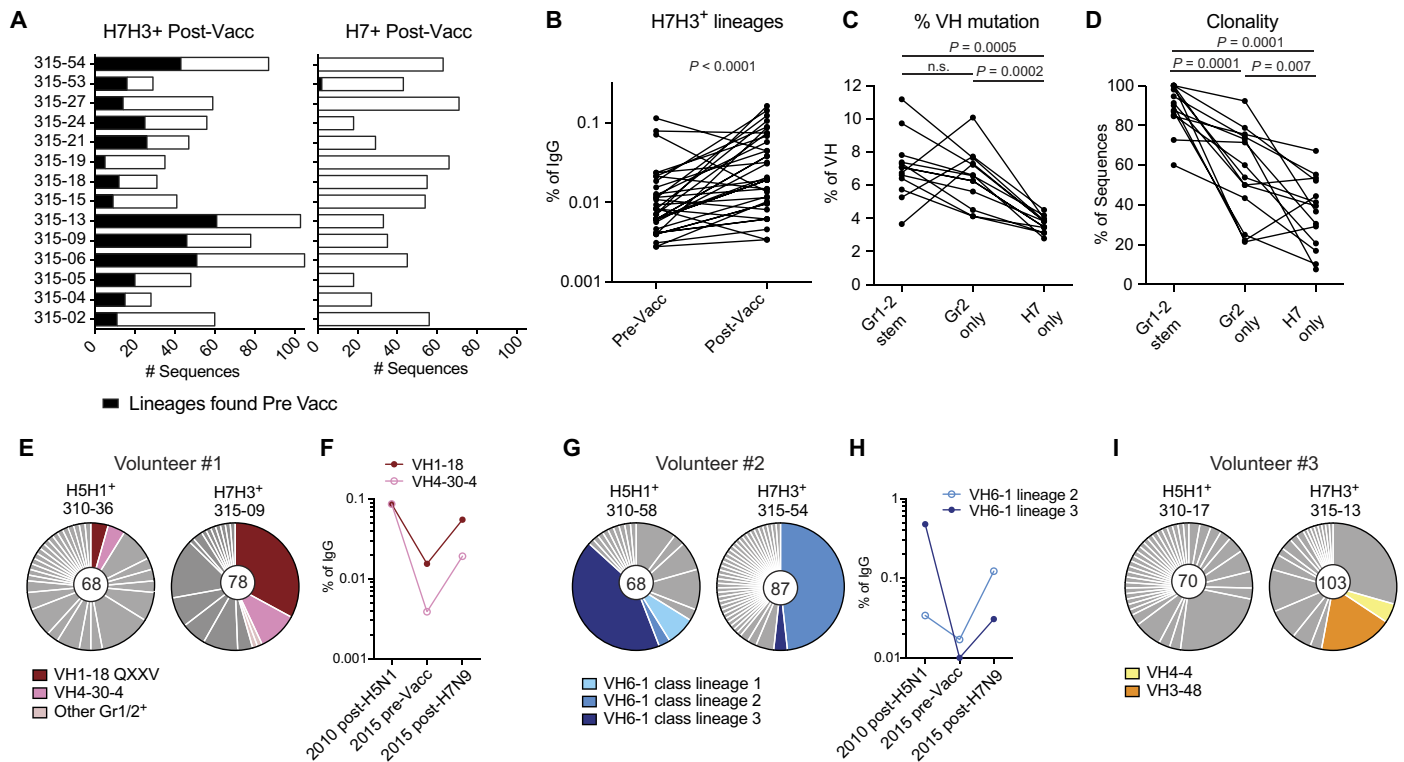 A
H7H3+ Post-Vacc
H7+ Post-Vacc
315-54
315-53
315-27
315-24
315-21
315-19
315-18
315-15
315-13
315-09
315-06
315-05
315-04
315-02
0 20 40 60 80 100
0 20 40 60 80 100
# Sequences
# Sequences
Lineages found Pre Vacc
B
H7H3+ lineages
P < 0.0001
% of IgG
0.1
0.01
0.001
Pre-Vacc
Post-Vacc
C
% VH mutation
P = 0.0005
n.s.
P = 0.0002
% of VH
12
10
8
6
4
2
0
Gr1-2 stem
Gr2 only
H7 only
D
Clonality
P = 0.0001
P = 0.0001
P = 0.007
% of Sequences
100
80
60
40
20
0
Gr1-2 stem
Gr2 only
H7 only
E
Volunteer #1
H5H1+
310-36
68
H7H3+
315-09
78
VH1-18 QXXV
VH4-30-4
Other Gr1/2+
F
VH1-18
VH4-30-4
% of IgG
0.1
0.01
0.001
2010 post-H5N1
2015 pre-Vacc
2015 post-H7N9
G
Volunteer #2
H5H1+
310-58
68
H7H3+
315-54
87
VH6-1 class lineage 1
VH6-1 class lineage 2
VH6-1 class lineage 3
H
VH6-1 lineage 2
VH6-1 lineage 3
% of IgG
1
0.1
0.01
2010 post-H5N1
2015 pre-Vacc
2015 post-H7N9
I
Volunteer #3
H5H1+
310-17
70
H7H3+
315-13
103
VH4-4
VH3-48